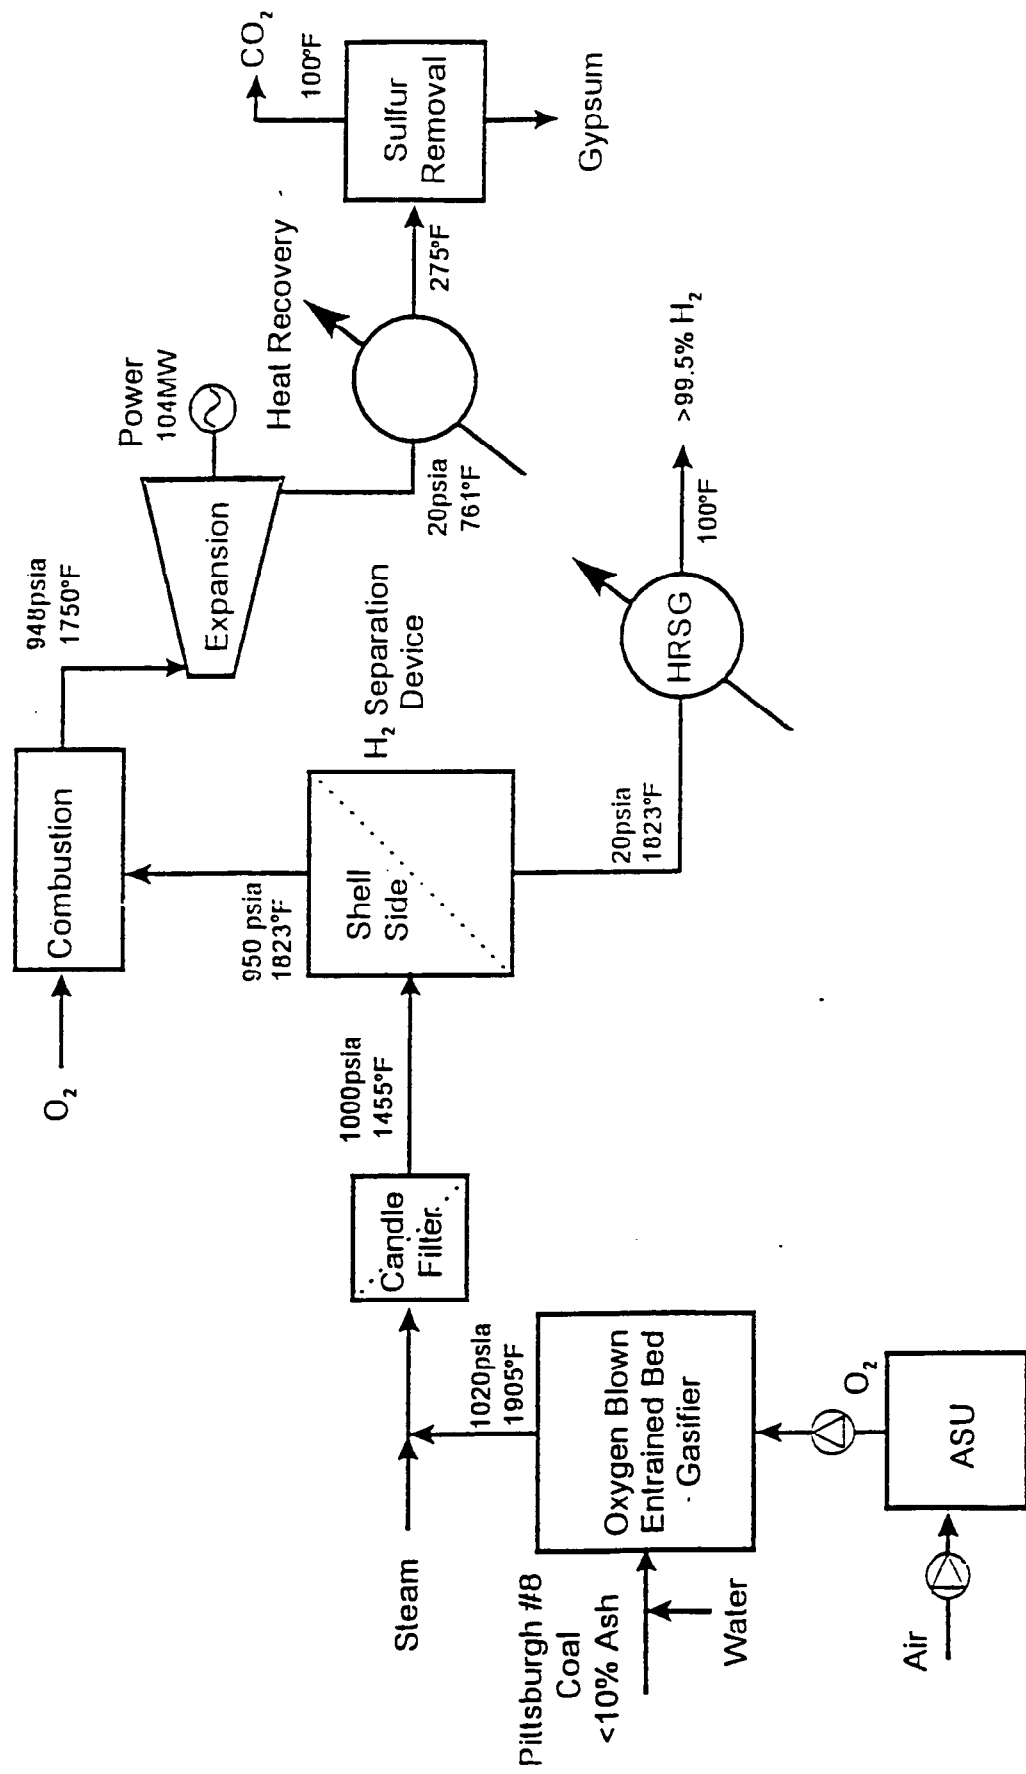 O₂
Combustion
948psia
1750°F
Expansion
Power
104MW
Heat Recovery
20psia
761°F
275°F
Sulfur
Removal
CO₂
100°F
Gypsum
950 psia
1823°F
H₂ Separation
Device
Shell
Side
1000psia
1455°F
Candle
Filter
Steam
1020psia
1905°F
20psia
1823°F
HRSG
100°F
>99.5% H₂
Pittsburgh #8
Coal
<10% Ash
Water
Oxygen Blown
Entrained Bed
Gasifier
O₂
Air
ASU